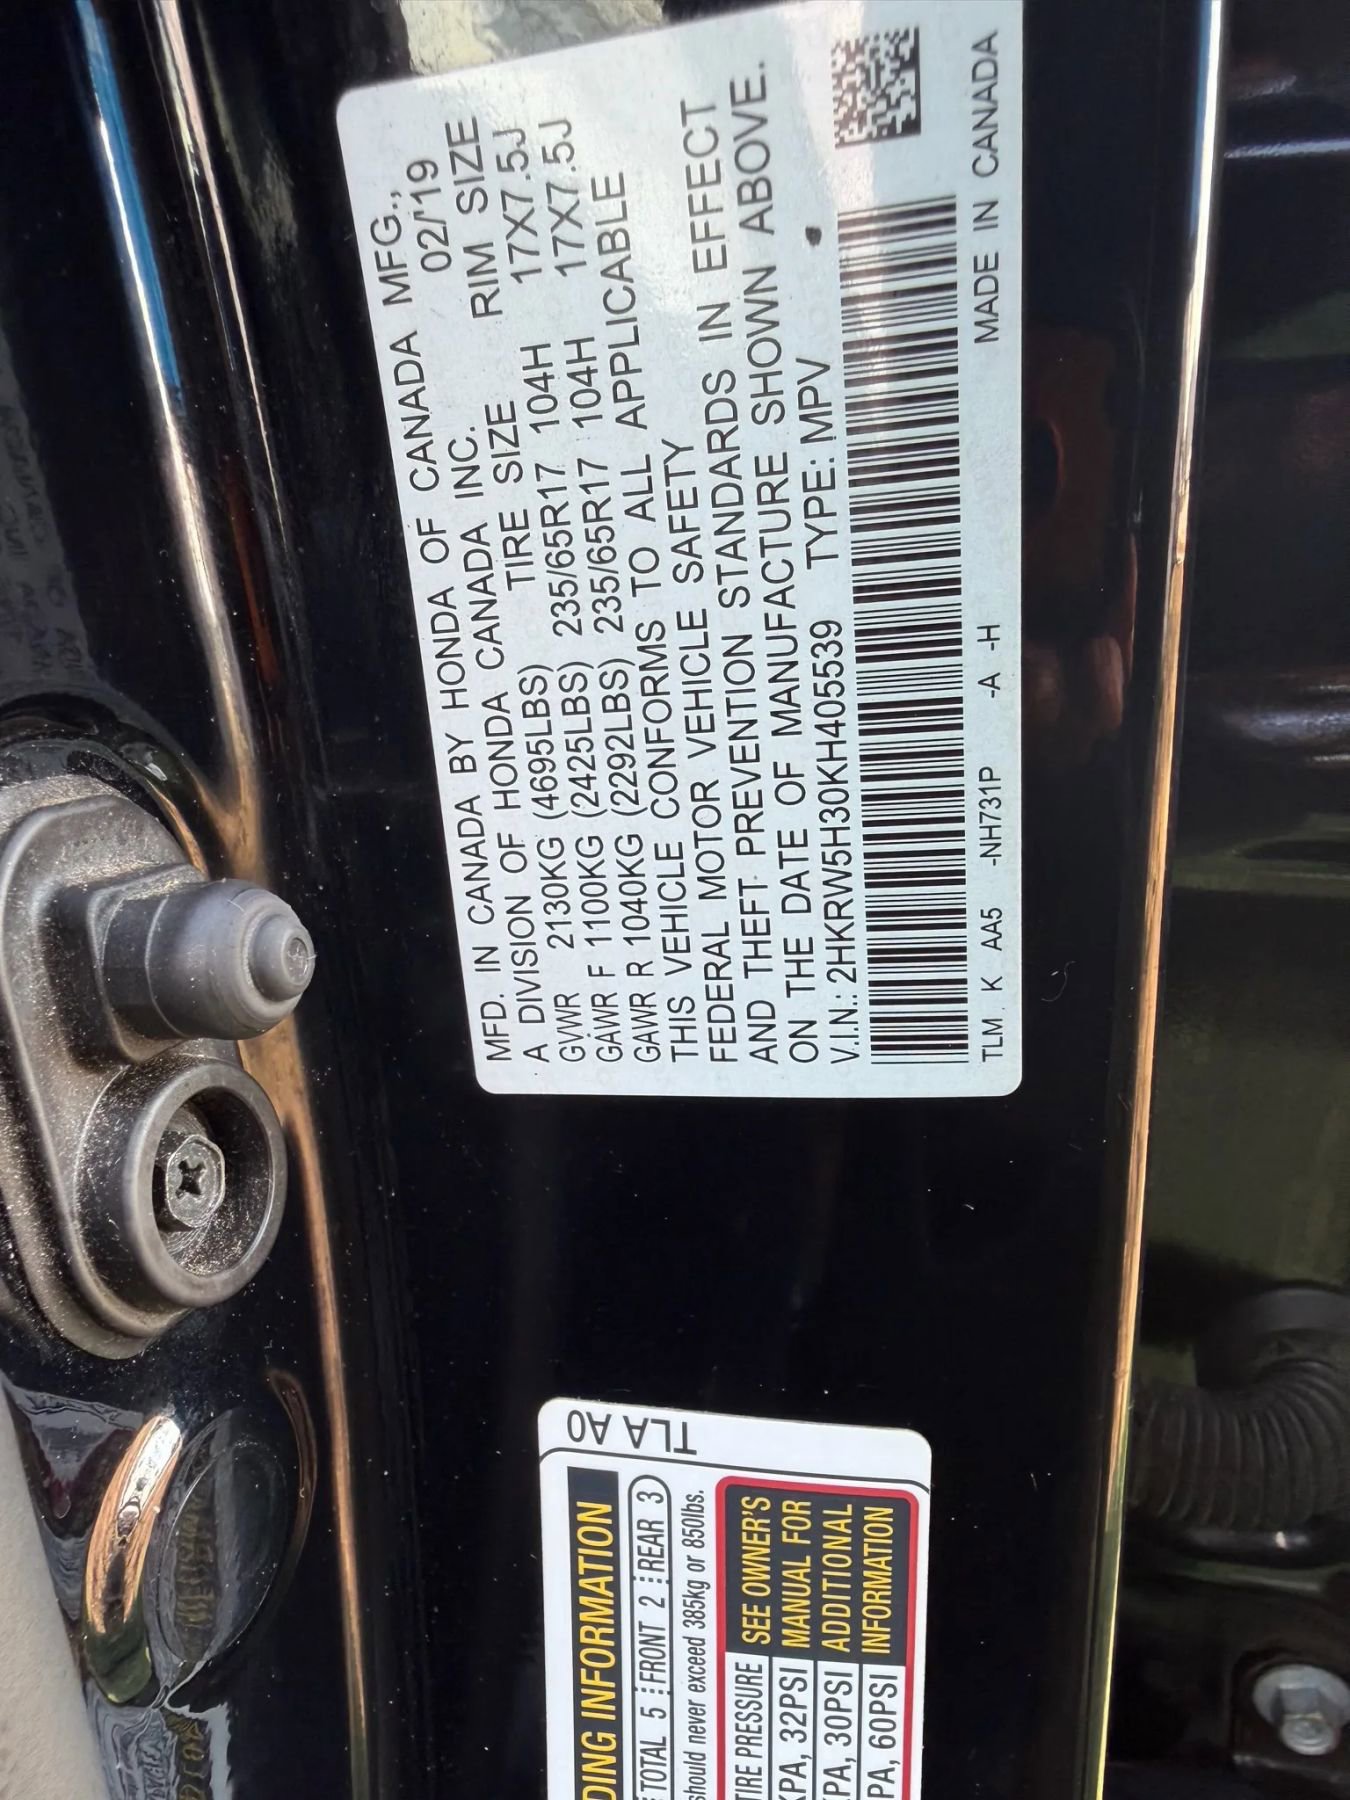 MFD. IN CANADA BY HONDA OF CANADA MFG.,
A DIVISION OF HONDA CANADA INC. 02/'19
GVWR 2130KG (4695LBS) TIRE SIZE RIM SIZE
GAWR F 1100KG (2425LBS) 235/65R17 104H 17X7.5J
GAWR R 1040KG (2292LBS) 235/65R17 104H 17X7.5J
THIS VEHICLE CONFORMS TO ALL APPLICABLE
FEDERAL MOTOR VEHICLE SAFETY
AND THEFT PREVENTION STANDARDS IN EFFECT
ON THE DATE OF MANUFACTURE SHOWN ABOVE.
V.I.N.: 2HKRW5H30KH405539 TYPE: MPV
TLM K AA5 -NH731P -A -H MADE IN CANADA
TLA A0
DING INFORMATION
TOTAL 5 FRONT 2 REAR 3
should never exceed 385kg or 850lbs.
TIRE PRESSURE SEE OWNER'S
KPA, 32PSI MANUAL FOR
KPA, 30PSI ADDITIONAL
PA, 60PSI INFORMATION